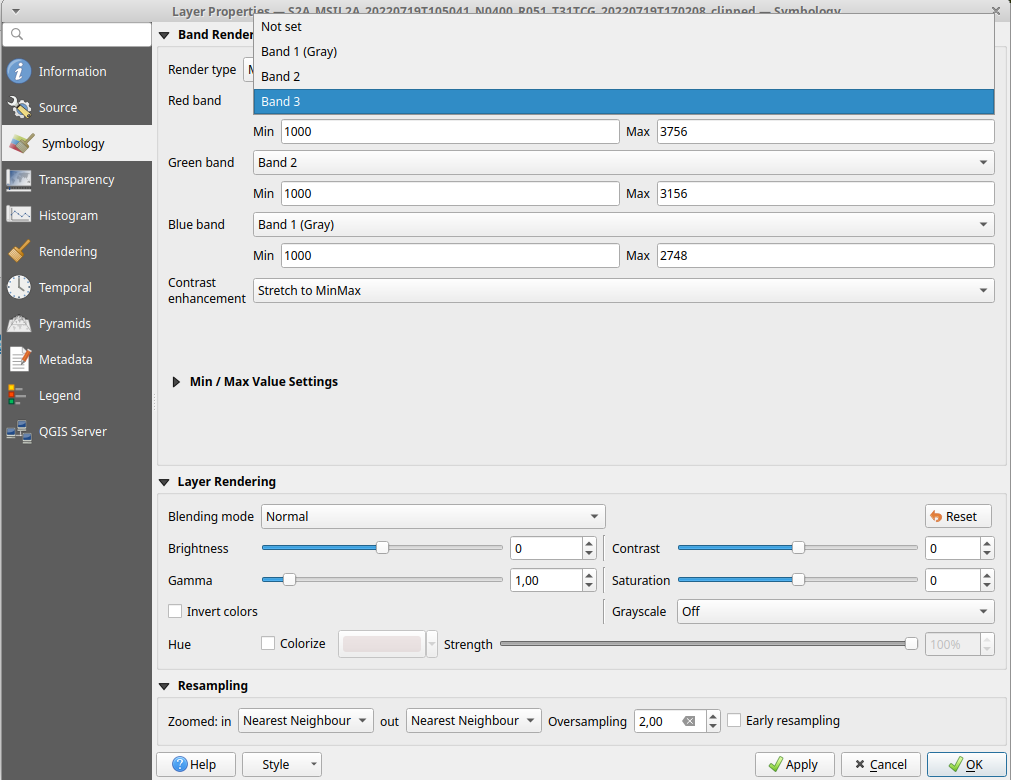 Layer Properties — S2A_MSIL2A_20220719T105041_N0400_R051_T31TCG_20220719T170208_clipped — Symbology
Not set
Band Render
Band 1 (Gray)
Information
Render type
Band 2
Red band
Band 3
Source
Min 1000 Max 3756
Symbology
Green band Band 2
Transparency
Min 1000 Max 3156
Histogram
Blue band Band 1 (Gray)
Rendering
Min 1000 Max 2748
Temporal
Contrast
enhancement
Stretch to MinMax
Pyramids
Metadata
Min / Max Value Settings
Legend
QGIS Server
Layer Rendering
Blending mode Normal Reset
Brightness 0 Contrast 0
Gamma 1,00 Saturation 0
Invert colors Grayscale Off
Hue Colorize Strength 100%
Resampling
Zoomed: in Nearest Neighbour out Nearest Neighbour Oversampling 2,00 Early resampling
Help Style Apply Cancel OK